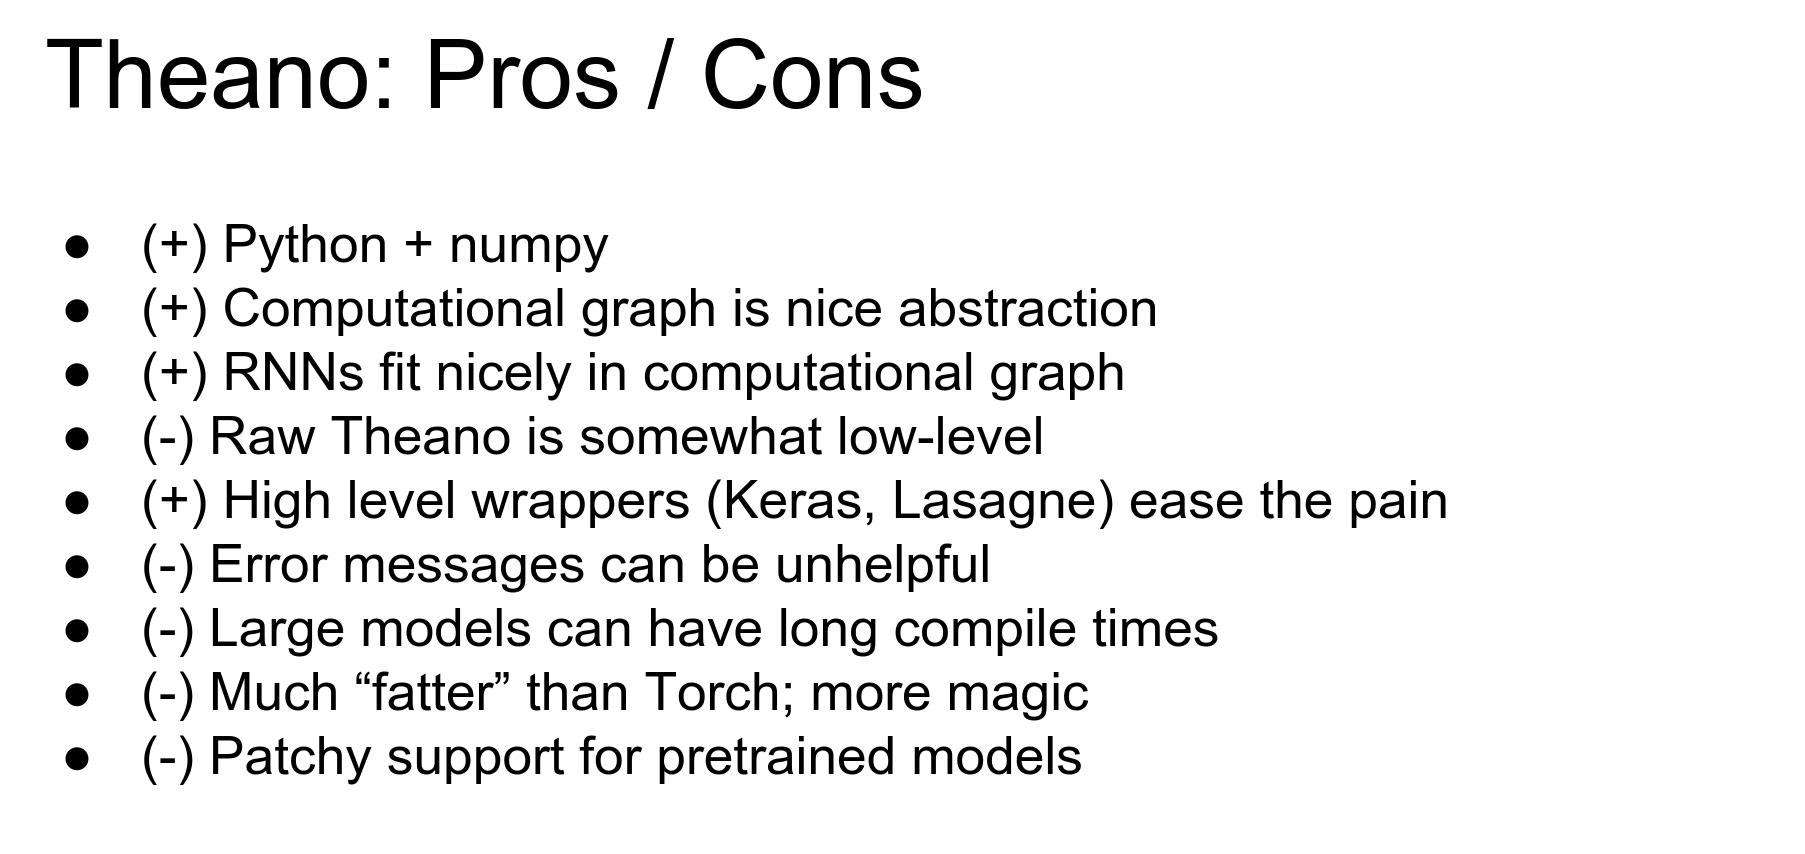 Theano: Pros / Cons
● (+) Python + numpy
● (+) Computational graph is nice abstraction
● (+) RNNs fit nicely in computational graph
● (-) Raw Theano is somewhat low-level
● (+) High level wrappers (Keras, Lasagne) ease the pain
● (-) Error messages can be unhelpful
● (-) Large models can have long compile times
● (-) Much “fatter” than Torch; more magic
● (-) Patchy support for pretrained models